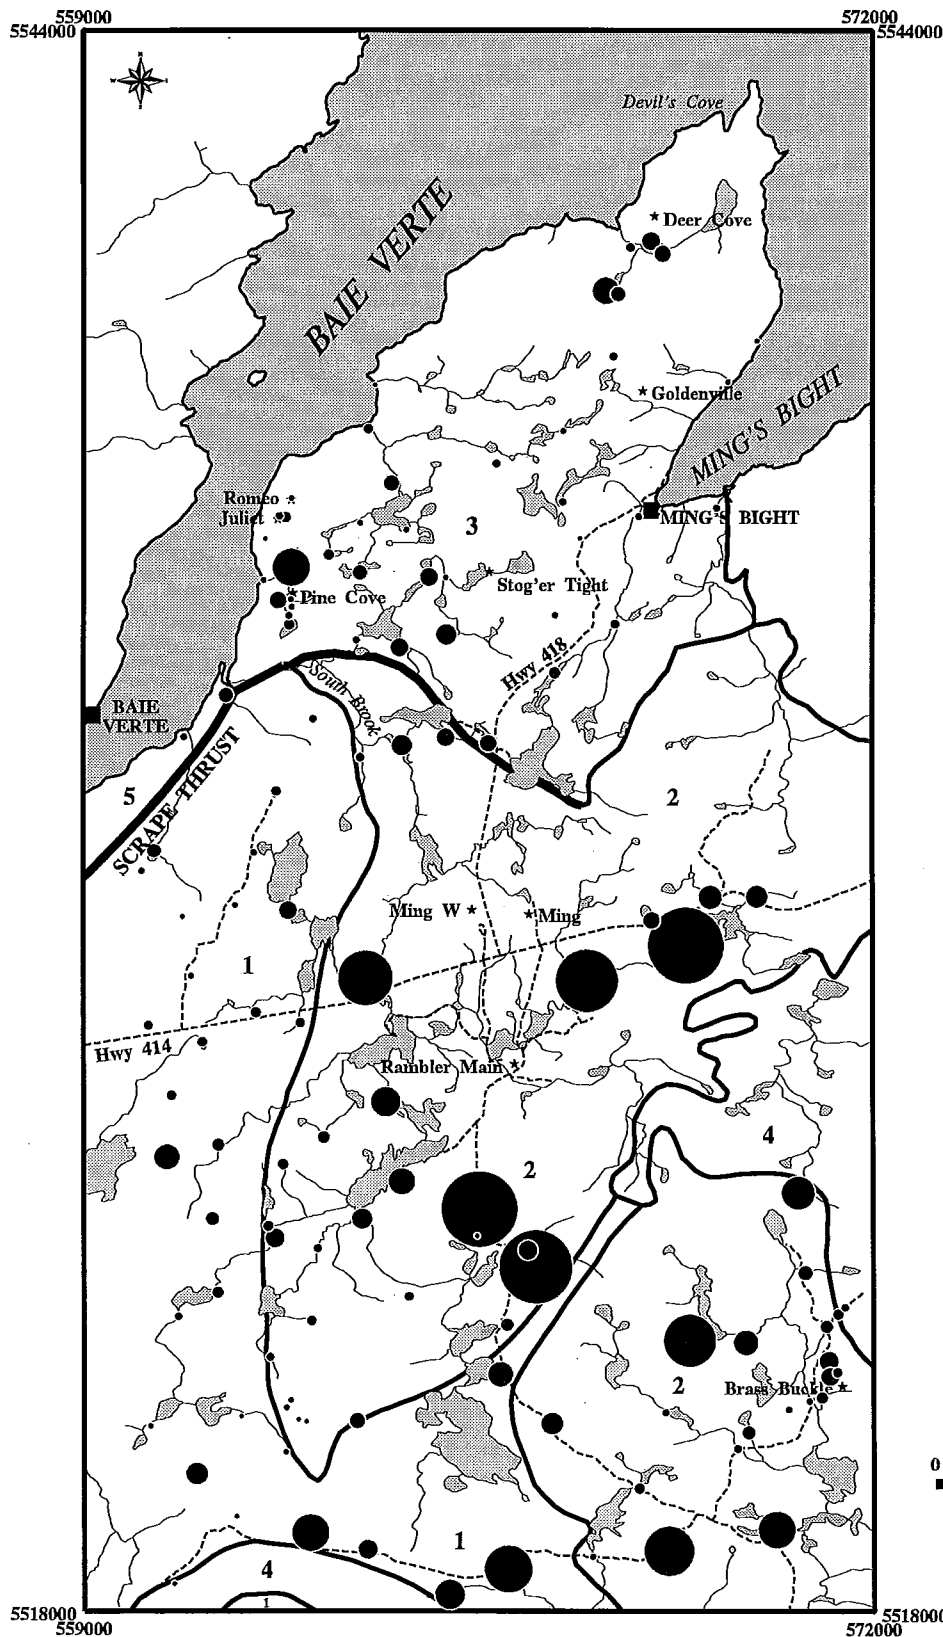 559000
572000
5544000
5544000
Devil's Cove
Deer Cove
BAIE VERTE
Goldenville
MING'S BIGHT
Romeo
Juliet
3
MING'S BIGHT
Stog'er Tight
Pine Cove
Hwy 418
South Brook
BAIE
VERTE
5
SCRAPE THRUST
2
Ming W
Ming
1
Hwy 414
Rambler Main
4
2
2
Brass Buckle
0
1
4
1
5518000
5518000
559000
572000